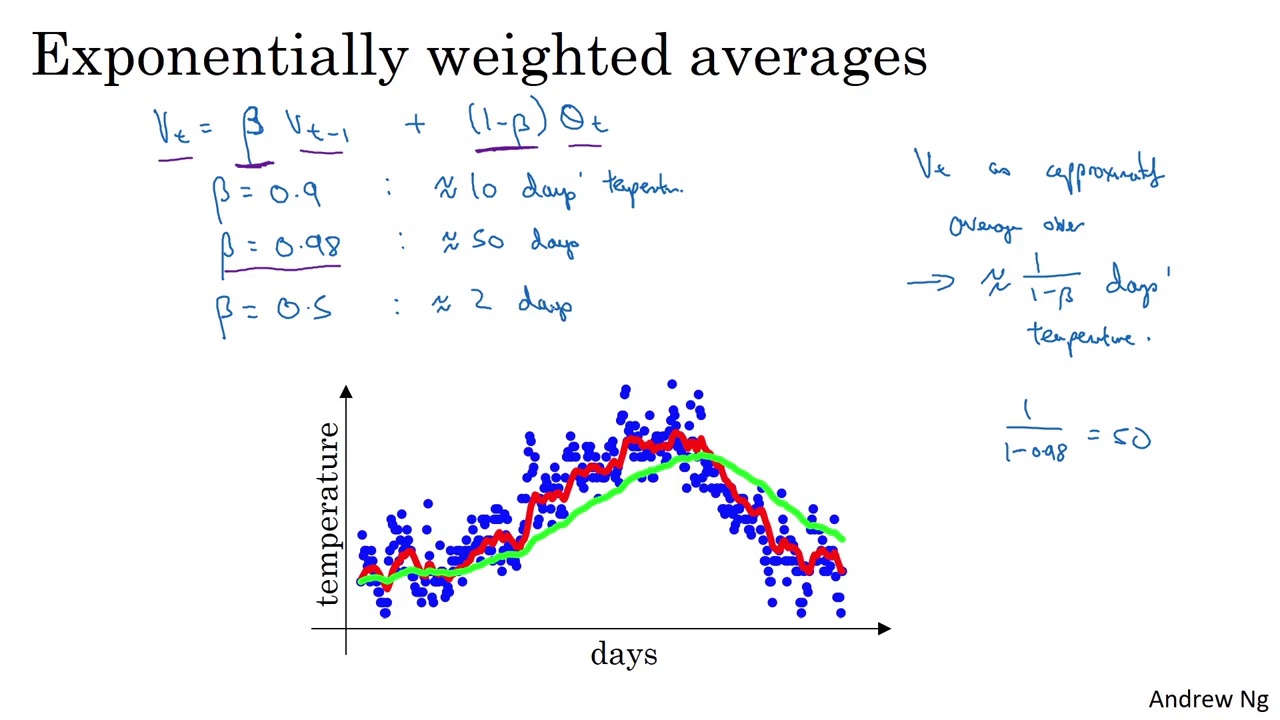 Exponentially weighted averages
Vt = β Vt-1 + (1-β) θt
β = 0.9 : ≈ 10 days' temperatur.
β = 0.98 : ≈ 50 days
β = 0.5 : ≈ 2 days
Vt as approximately
average over
→ ≈ 1/(1-β) days'
temperature.
1/(1-0.98) = 50
temperature
days
Andrew Ng